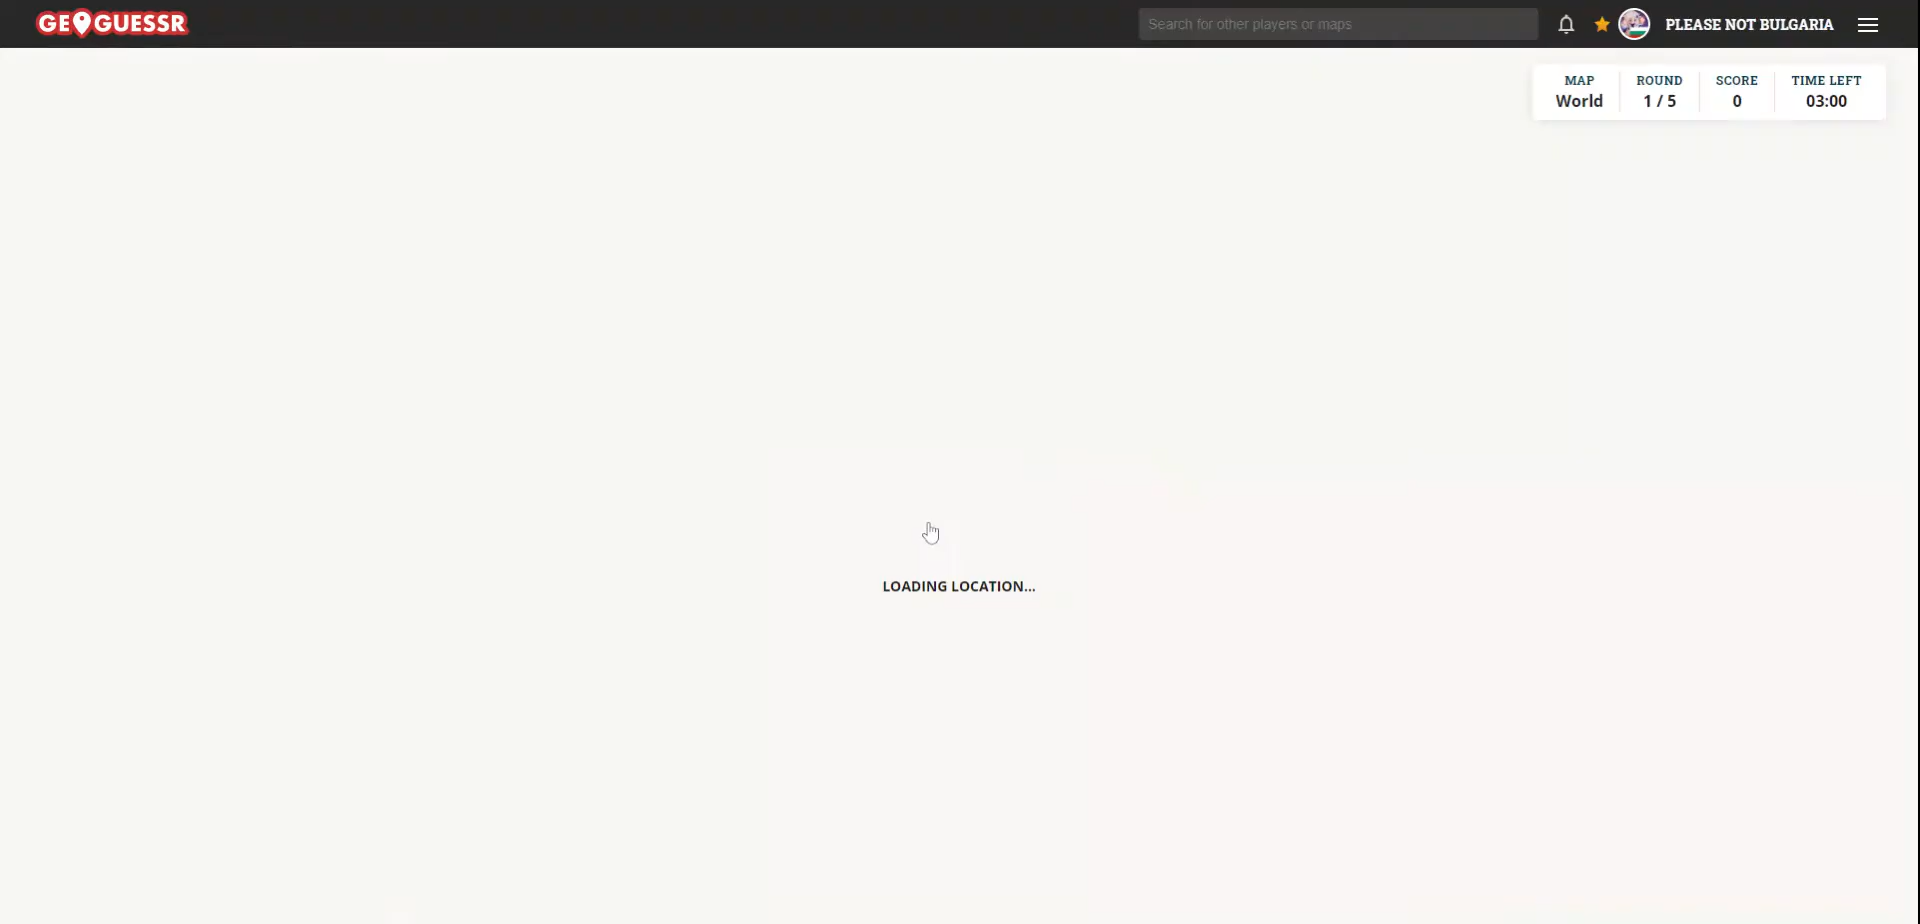 GEOGUESSR
Search for other players or maps
PLEASE NOT BULGARIA
MAP ROUND SCORE TIME LEFT
World 1 / 5 0 03:00
LOADING LOCATION...